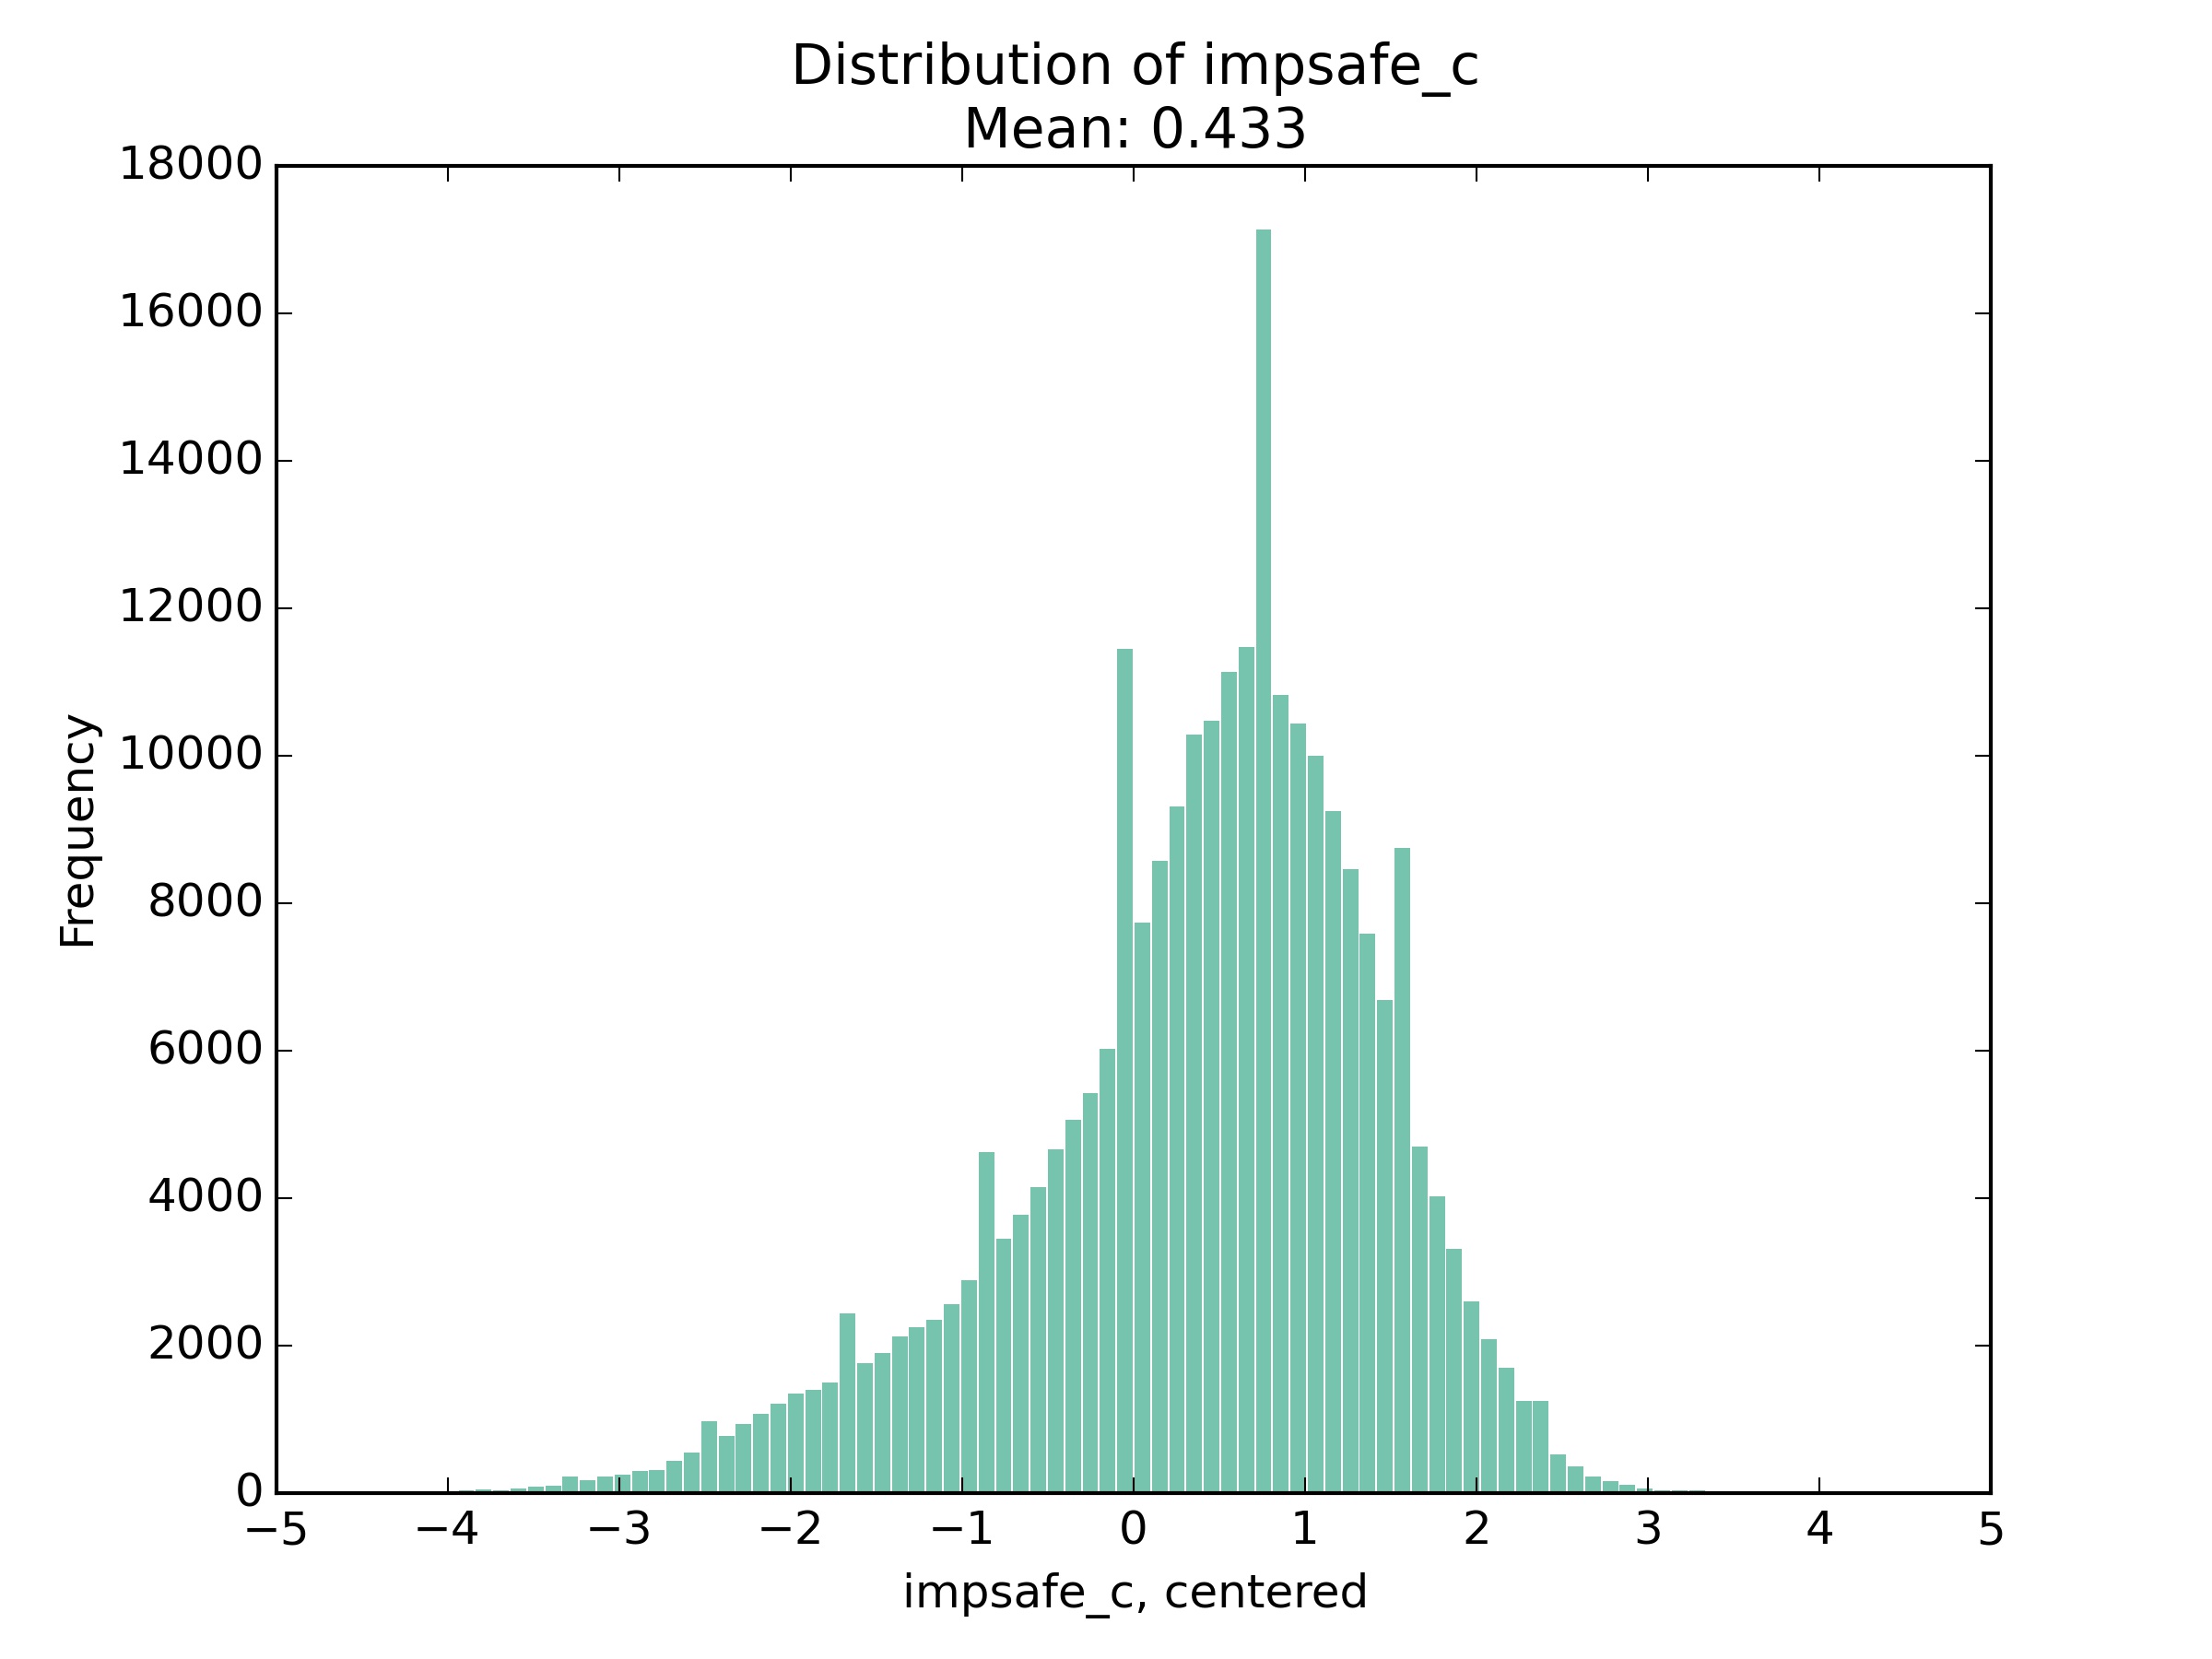 Distribution of impsafe_c
Mean: 0.433
18000
16000
14000
12000
10000
8000
6000
4000
2000
0
Frequency
−5 −4 −3 −2 −1 0 1 2 3 4 5
impsafe_c, centered